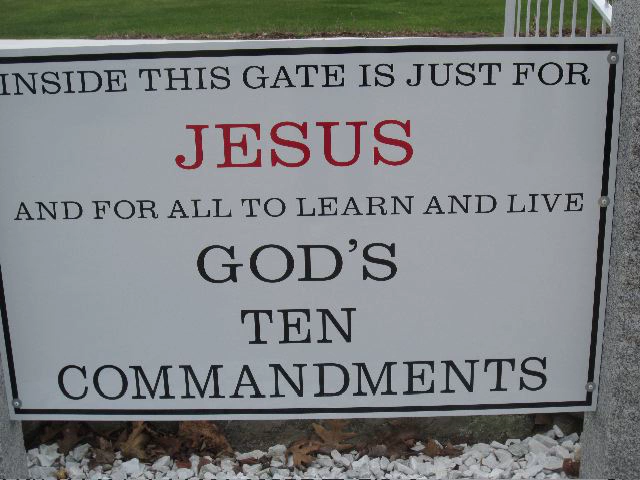 INSIDE THIS GATE IS JUST FOR
JESUS
AND FOR ALL TO LEARN AND LIVE
GOD'S
TEN
COMMANDMENTS